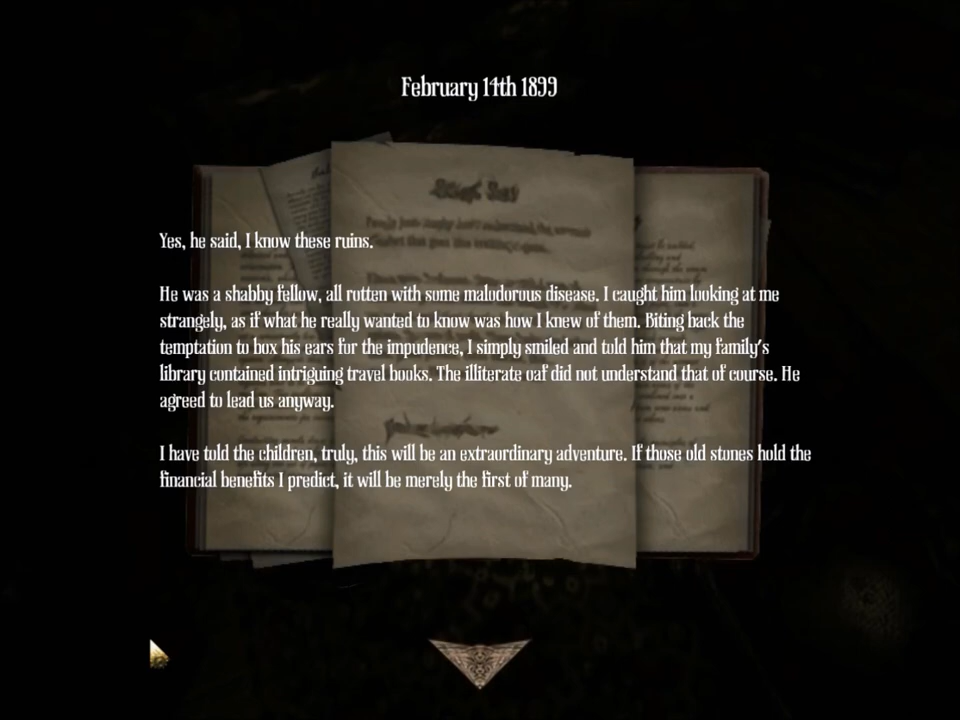 February 14th 1899
Yes, he said, I know these ruins.
He was a shabby fellow, all rotten with some malodorous disease. I caught him looking at me
strangely, as if what he really wanted to know was how I knew of them. Biting back the
temptation to box his ears for the impudence, I simply smiled and told him that my family's
library contained intriguing travel books. The illiterate oaf did not understand that of course. He
agreed to lead us anyway.
I have told the children, truly, this will be an extraordinary adventure. If those old stones hold the
financial benefits I predict, it will be merely the first of many.